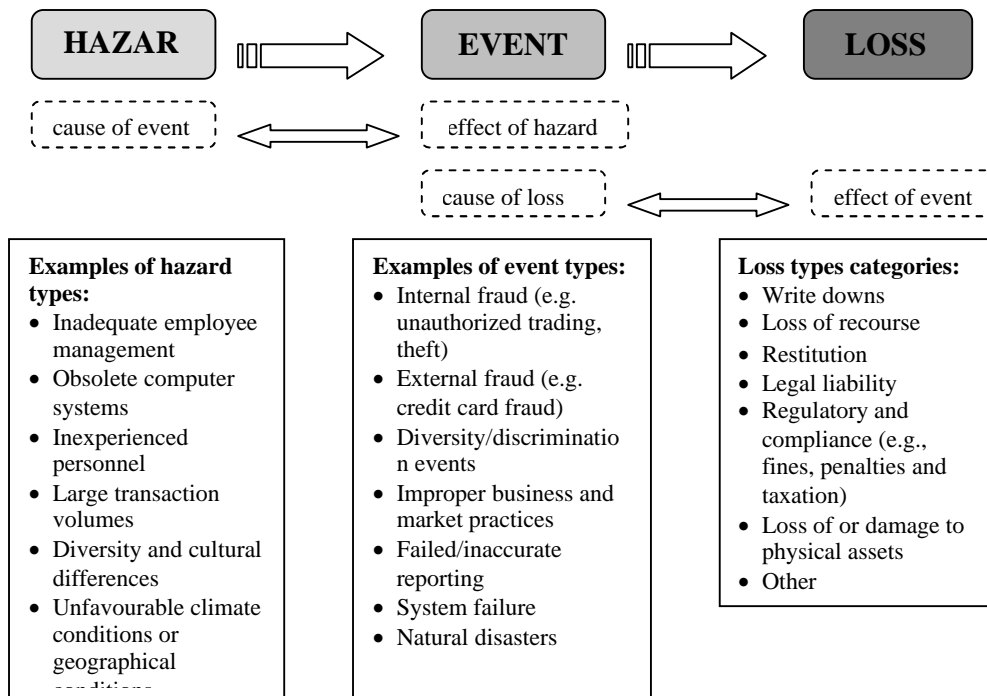 HAZAR
EVENT
LOSS
cause of event
effect of hazard
cause of loss
effect of event
Examples of hazard
types:
• Inadequate employee
management
• Obsolete computer
systems
• Inexperienced
personnel
• Large transaction
volumes
• Diversity and cultural
differences
• Unfavourable climate
conditions or
geographical
conditions
Examples of event types:
• Internal fraud (e.g.
unauthorized trading,
theft)
• External fraud (e.g.
credit card fraud)
• Diversity/discriminatio
n events
• Improper business and
market practices
• Failed/inaccurate
reporting
• System failure
• Natural disasters
Loss types categories:
• Write downs
• Loss of recourse
• Restitution
• Legal liability
• Regulatory and
compliance (e.g.,
fines, penalties and
taxation)
• Loss of or damage to
physical assets
• Other